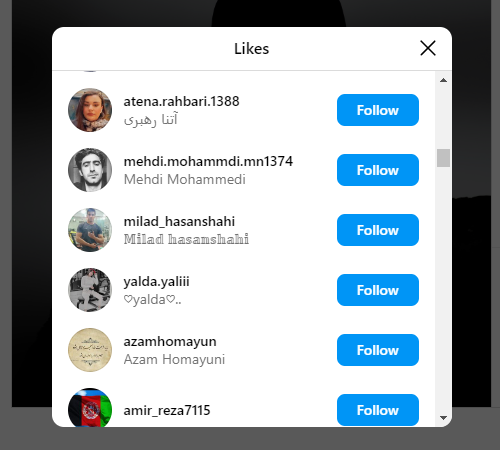 Likes
atena.rahbari.1388
آتنا رهبری
Follow
mehdi.mohammdi.mn1374
Mehdi Mohammedi
Follow
milad_hasanshahi
𝕄𝕚𝕝𝕒𝕕 𝕙𝕒𝕤𝕒𝕟𝕤𝕙𝕒𝕙𝕚
Follow
yalda.yaliii
♡yalda♡..
Follow
azamhomayun
Azam Homayuni
Follow
amir_reza7115
Follow